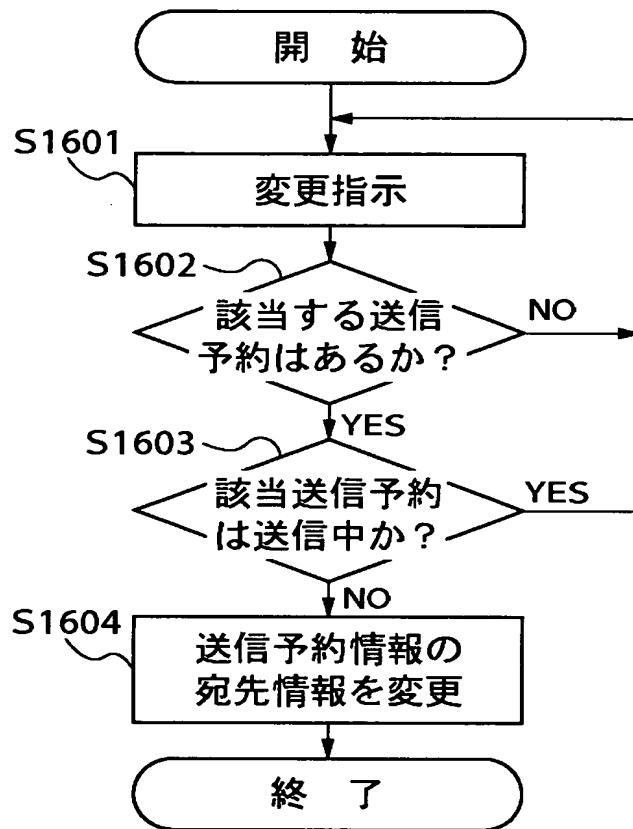 開 始
S1601
変更指示
S1602
該当する送信
予約はあるか？
NO
YES
S1603
該当送信予約
は送信中か？
YES
NO
S1604
送信予約情報の
宛先情報を変更
終 了